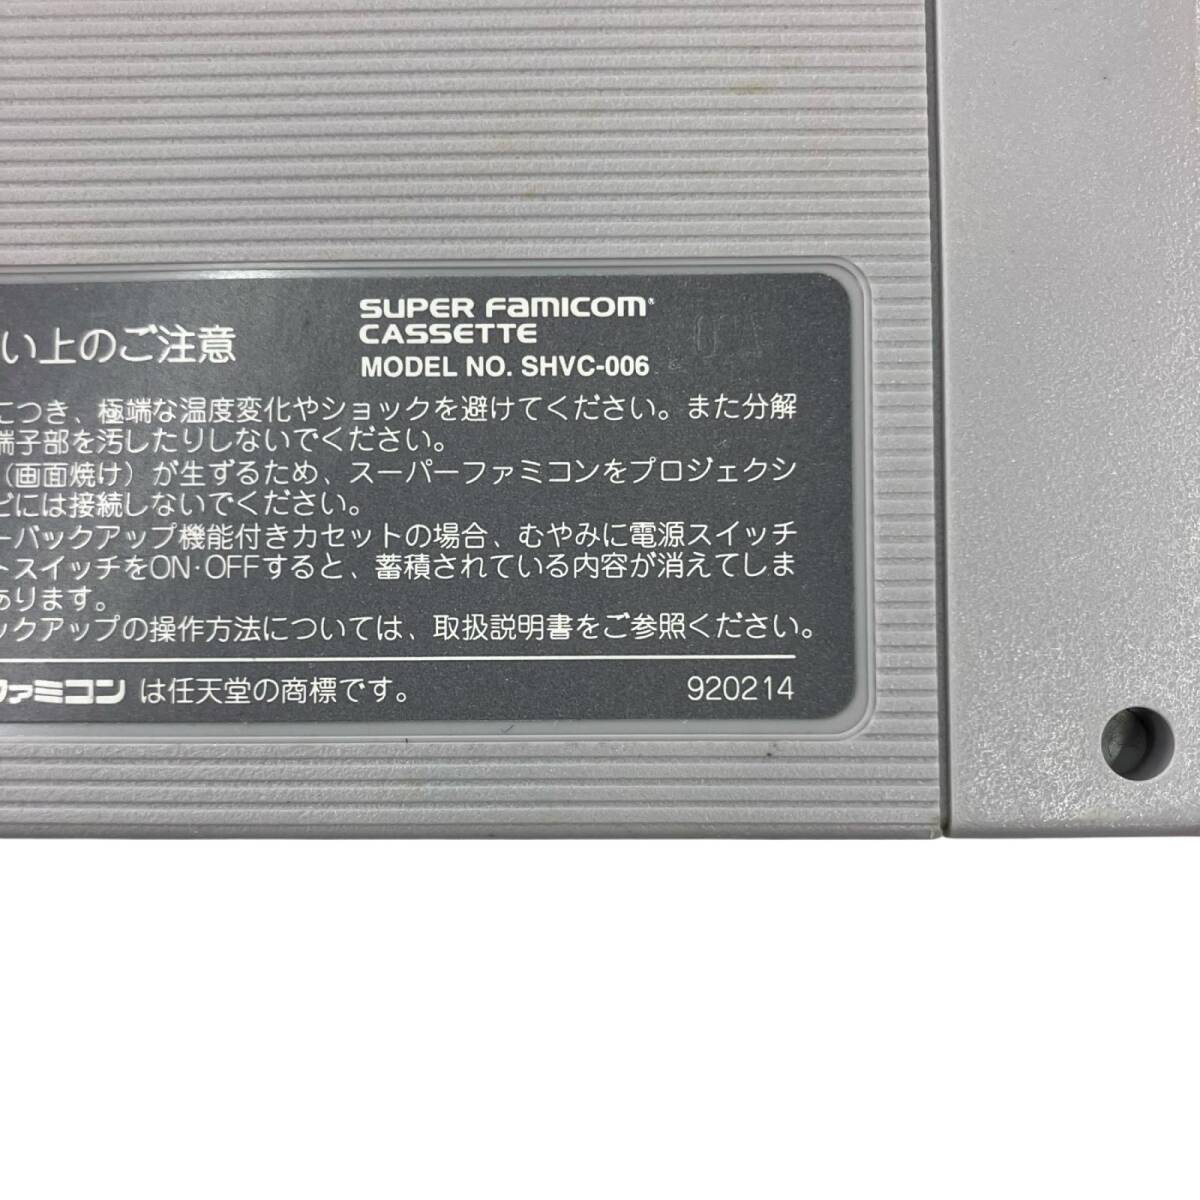 い上のご注意
SUPER FAMICOM
CASSETTE
MODEL NO. SHVC-006
につき、極端な温度変化やショックを避けてください。また分解
端子部を汚したりしないでください。
(画面焼け)が生ずるため、スーパーファミコンをプロジェクシ
ビには接続しないでください。
ーバックアップ機能付きカセットの場合、むやみに電源スイッチ
トスイッチをON·OFFすると、蓄積されている内容が消えてしま
あります。
ックアップの操作方法については、取扱説明書をご参照ください。
ファミコン は任天堂の商標です。
920214